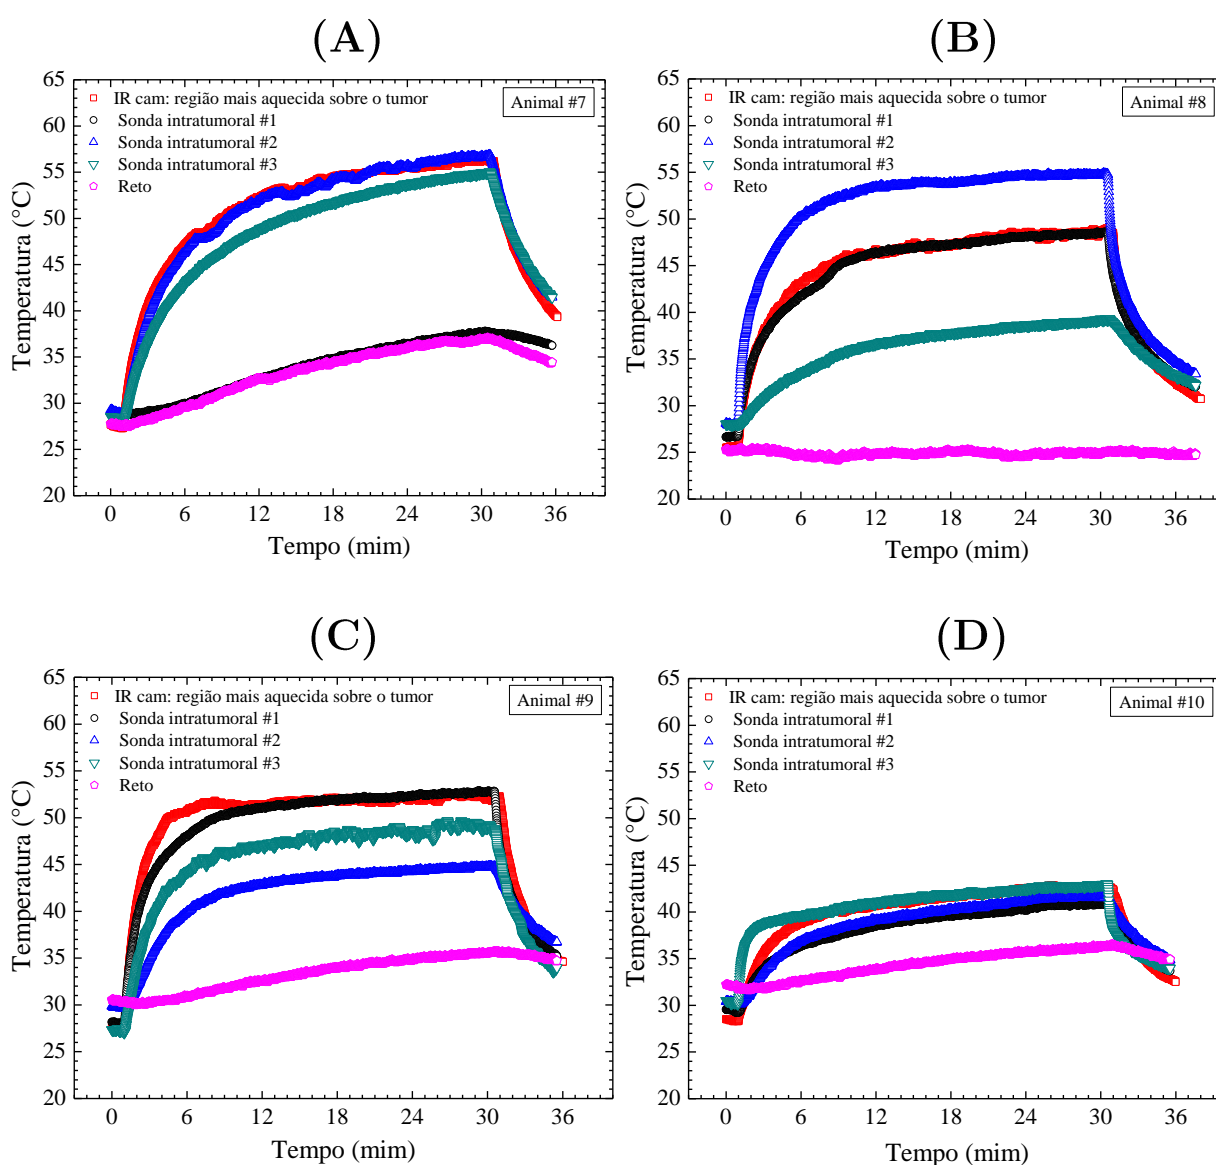 (A)
65
60
55
50
45
40
35
30
25
20
Temperatura (°C)
IR cam: região mais aquecida sobre o tumor
Animal #7
Sonda intratumoral #1
Sonda intratumoral #2
Sonda intratumoral #3
Reto
0 6 12 18 24 30 36
Tempo (mim)
(B)
65
60
55
50
45
40
35
30
25
20
Temperatura (°C)
IR cam: região mais aquecida sobre o tumor
Animal #8
Sonda intratumoral #1
Sonda intratumoral #2
Sonda intratumoral #3
Reto
0 6 12 18 24 30 36
Tempo (mim)
(C)
65
60
55
50
45
40
35
30
25
20
Temperatura (°C)
IR cam: região mais aquecida sobre o tumor
Animal #9
Sonda intratumoral #1
Sonda intratumoral #2
Sonda intratumoral #3
Reto
0 6 12 18 24 30 36
Tempo (mim)
(D)
65
60
55
50
45
40
35
30
25
20
Temperatura (°C)
IR cam: região mais aquecida sobre o tumor
Animal #10
Sonda intratumoral #1
Sonda intratumoral #2
Sonda intratumoral #3
Reto
0 6 12 18 24 30 36
Tempo (mim)